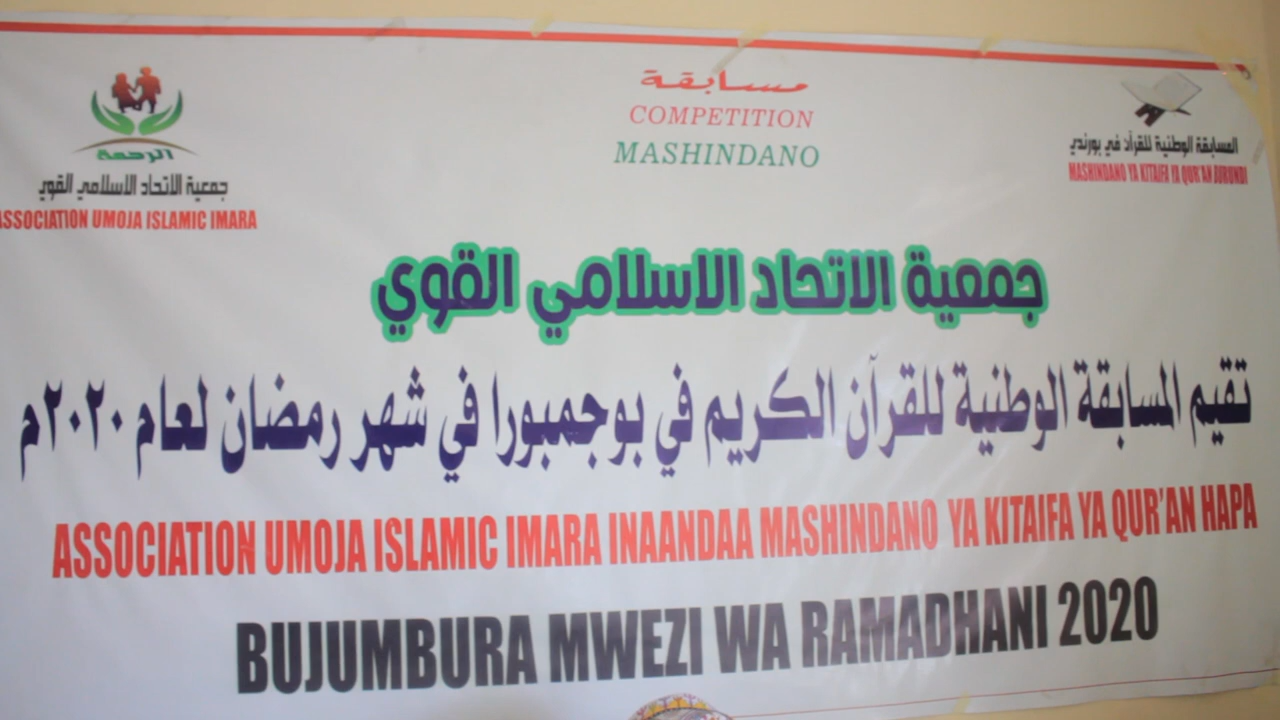 مسابقة
COMPETITION
MASHINDANO
الرحمة
جمعية الاتحاد الاسلامي القوي
ASSOCIATION UMOJA ISLAMIC IMARA
المسابقة الوطنية للقرآن في بورندي
MASHINDANO YA KITAIFA YA QUR'AN BURUNDI
جمعية الاتحاد الاسلامي القوي
تقيم المسابقة الوطنية للقرآن الكريم في بوجمبورا في شهر رمضان لعام ٢٠٢٠م
ASSOCIATION UMOJA ISLAMIC IMARA INAANDAA MASHINDANO YA KITAIFA YA QUR'AN HAPA
BUJUMBURA MWEZI WA RAMADHANI 2020